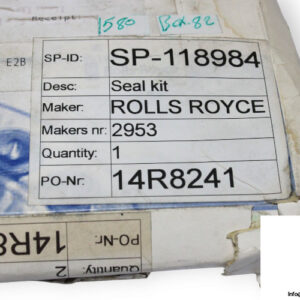 Receipt
1580 Box-82
E2B
SP-ID: SP-118984
Desc: Seal kit
Maker: ROLLS ROYCE
Makers nr: 2953
Quantity: 1
PO-Nr: 14R8241
PO-Nr: 14R8
Quantity: 2